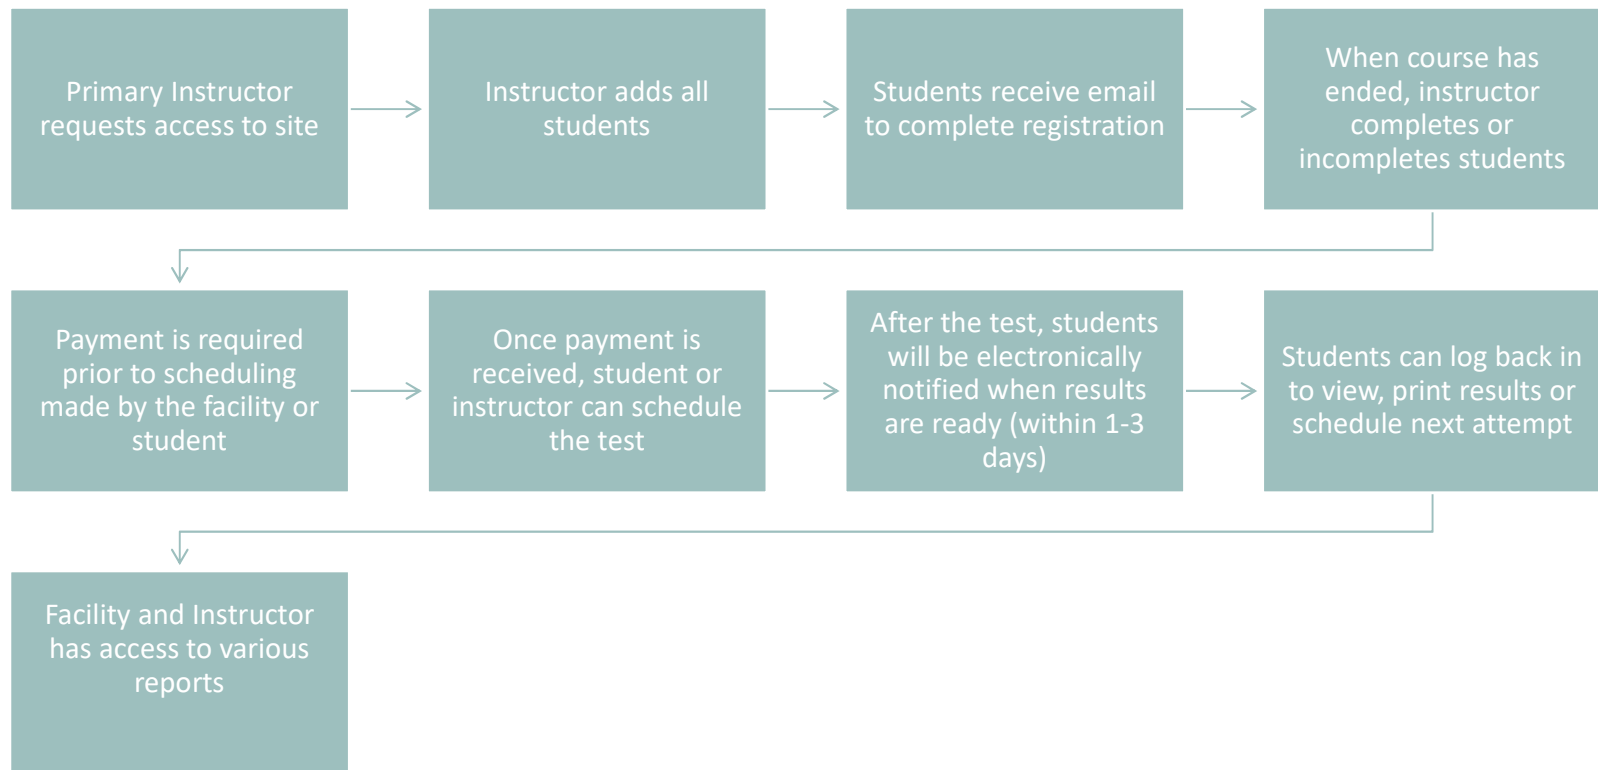 Primary Instructor
requests access to site
Instructor adds all
students
Students receive email
to complete registration
When course has
ended, instructor
completes or
incompletes students
Payment is required
prior to scheduling
made by the facility or
student
Once payment is
received, student or
instructor can schedule
the test
After the test, students
will be electronically
notified when results
are ready (within 1-3
days)
Students can log back in
to view, print results or
schedule next attempt
Facility and Instructor
has access to various
reports